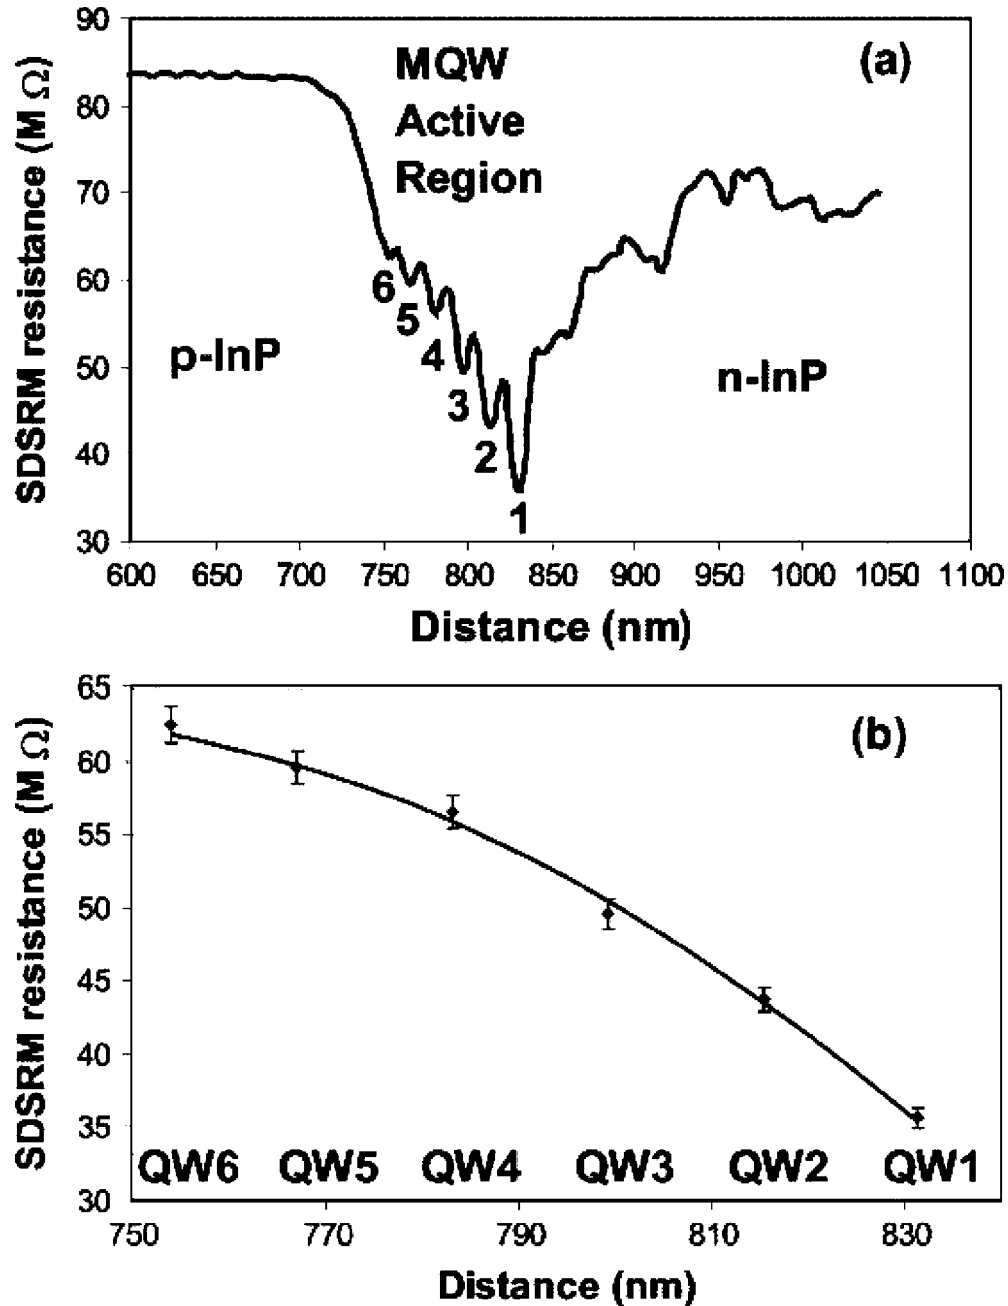 (a)
MQW
Active
Region
SDSRM resistance (M Ω)
90
80
70
60
50
40
30
6
5
4
3
2
1
p-InP
n-InP
600 650 700 750 800 850 900 950 1000 1050 1100
Distance (nm)
(b)
SDSRM resistance (M Ω)
65
60
55
50
45
40
35
30
QW6 QW5 QW4 QW3 QW2 QW1
750 770 790 810 830
Distance (nm)